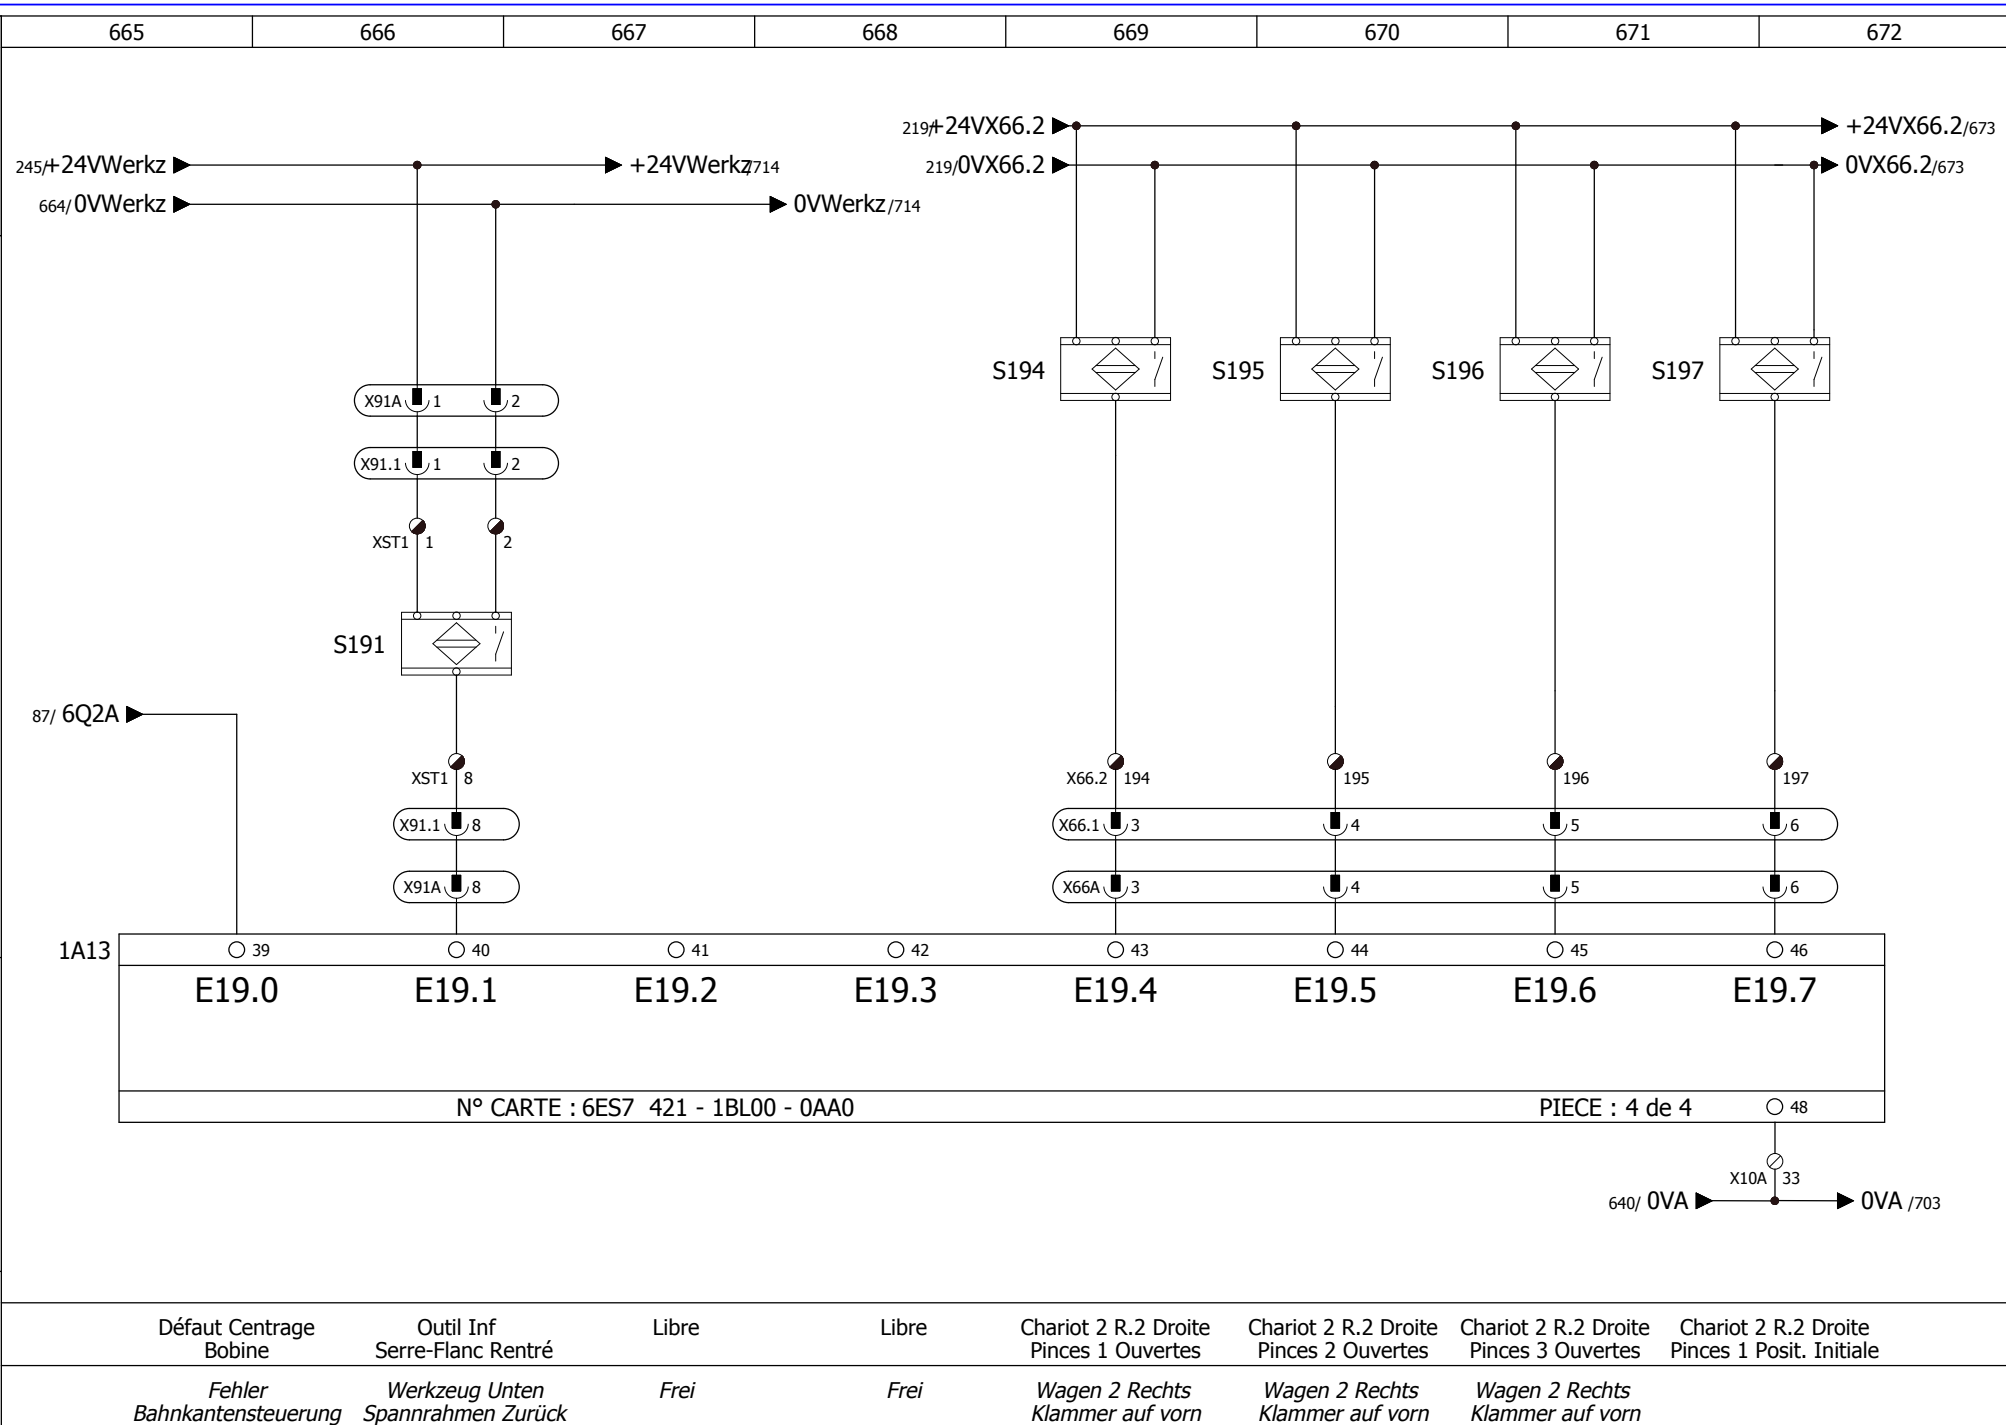 665 666 667 668 669 670 671 672
219/+24VX66.2 +24VX66.2/673
245/+24VWerkz +24VWerkz/714 219/0VX66.2 0VX66.2/673
664/0VWerkz 0VWerkz/714
S194 S195 S196 S197
X91A 1 2
X91.1 1 2
XST1 1 2
S191
87/ 6Q2A
XST1 8 X66.2 194 195 196 197
X91.1 8 X66.1 3 4 5 6
X91A 8 X66A 3 4 5 6
1A13 39 40 41 42 43 44 45 46
E19.0 E19.1 E19.2 E19.3 E19.4 E19.5 E19.6 E19.7
N° CARTE : 6ES7 421 - 1BL00 - 0AA0 PIECE : 4 de 4 48
X10A 33
640/ 0VA 0VA /703
Défaut Centrage Outil Inf Libre Libre Chariot 2 R.2 Droite Chariot 2 R.2 Droite Chariot 2 R.2 Droite Chariot 2 R.2 Droite
Bobine Serre-Flanc Rentré Pinces 1 Ouvertes Pinces 2 Ouvertes Pinces 3 Ouvertes Pinces 1 Posit. Initiale
Fehler Werkzeug Unten Frei Frei Wagen 2 Rechts Wagen 2 Rechts Wagen 2 Rechts
Bahnkantensteuerung Spannrahmen Zurück Klammer auf vorn Klammer auf vorn Klammer auf vorn